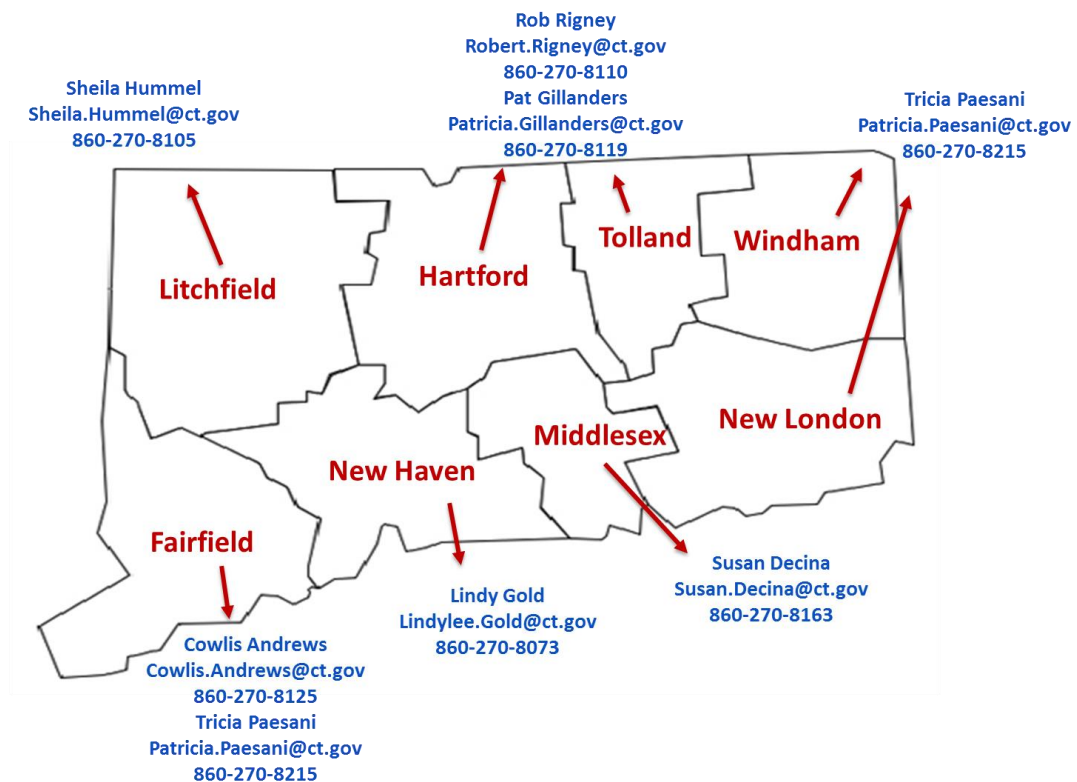 Rob Rigney
Robert.Rigney@ct.gov
860-270-8110
Pat Gillanders
Patricia.Gillanders@ct.gov
860-270-8119
Sheila Hummel
Sheila.Hummel@ct.gov
860-270-8105
Tricia Paesani
Patricia.Paesani@ct.gov
860-270-8215
Litchfield
Hartford
Tolland
Windham
New London
Middlesex
New Haven
Fairfield
Susan Decina
Susan.Decina@ct.gov
860-270-8163
Lindy Gold
Lindylee.Gold@ct.gov
860-270-8073
Cowlis Andrews
Cowlis.Andrews@ct.gov
860-270-8125
Tricia Paesani
Patricia.Paesani@ct.gov
860-270-8215